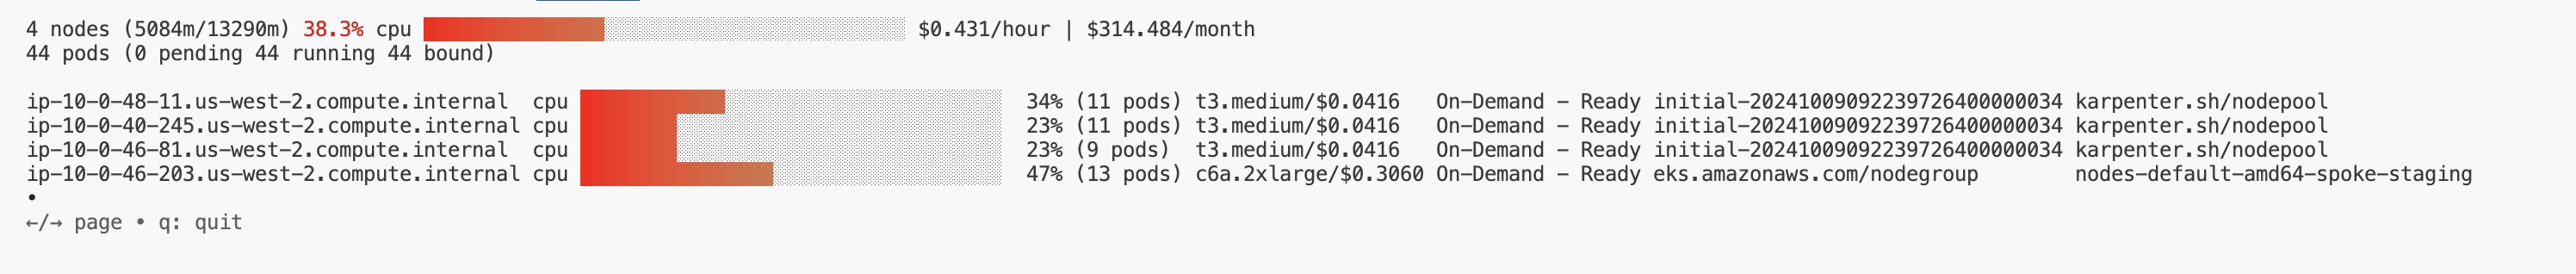 4 nodes (5084m/13290m) 38.3% cpu $0.431/hour | $314.484/month
44 pods (0 pending 44 running 44 bound)
ip-10-0-48-11.us-west-2.compute.internal cpu 34% (11 pods) t3.medium/$0.0416 On-Demand - Ready initial-20241009092239726400000034 karpenter.sh/nodepool
ip-10-0-40-245.us-west-2.compute.internal cpu 23% (11 pods) t3.medium/$0.0416 On-Demand - Ready initial-20241009092239726400000034 karpenter.sh/nodepool
ip-10-0-46-81.us-west-2.compute.internal cpu 23% (9 pods) t3.medium/$0.0416 On-Demand - Ready initial-20241009092239726400000034 karpenter.sh/nodepool
ip-10-0-46-203.us-west-2.compute.internal cpu 47% (13 pods) c6a.2xlarge/$0.3060 On-Demand - Ready eks.amazonaws.com/nodegroup nodes-default-amd64-spoke-staging
•
←/→ page • q: quit